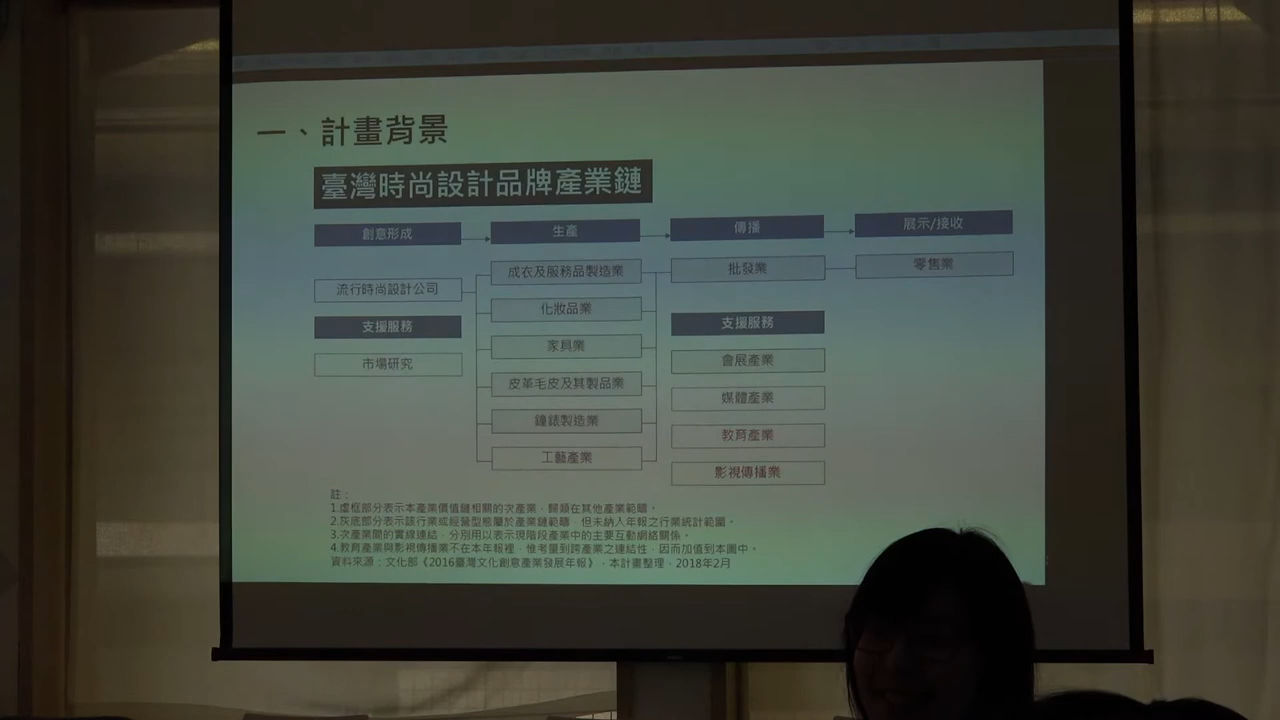 一、計畫背景
臺灣時尚設計品牌產業鏈
創意形成
生產
傳播
展示/接收
流行時尚設計公司
支援服務
市場研究
成衣及服務品製造業
化妝品業
家具業
皮革毛皮及其製品業
鐘錶製造業
工藝產業
批發業
支援服務
會展產業
媒體產業
教育產業
影視傳播業
零售業
註：
1.虛框部分表示本產業價值鏈相關的次產業，歸類在其他產業範疇。
2.灰底部分表示該行業或經營型態屬於產業鏈範疇，但未納人年報之行業統計範圍。
3.次產業間的實線連結，分別用以表示現階段產業中的主要互動網絡關係。
4.教育產業與影視傳播業不在本年報裡，惟考量到跨產業之連結性，因而加值到本圖中。
資料來源：文化部《2016臺灣文化創意產業發展年報》，本計畫整理，2018年2月